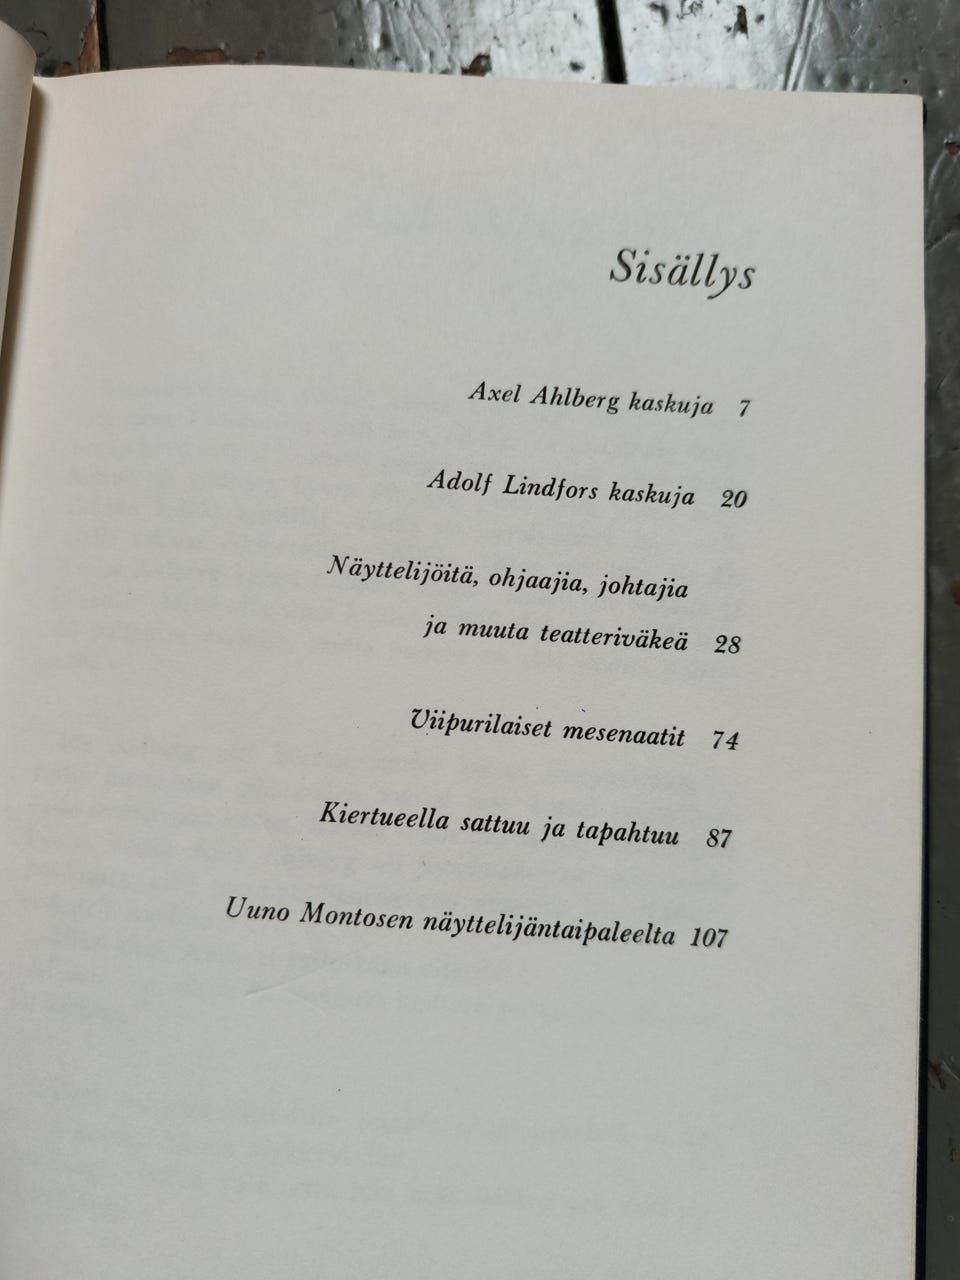 Sisällys
Axel Ahlberg kaskuja 7
Adolf Lindfors kaskuja 20
Näyttelijöitä, ohjaajia, johtajia
ja muuta teatteriväkeä 28
Viipurilaiset mesenaatit 74
Kiertueella sattuu ja tapahtuu 87
Uuno Montosen näyttelijäntaipaleelta 107